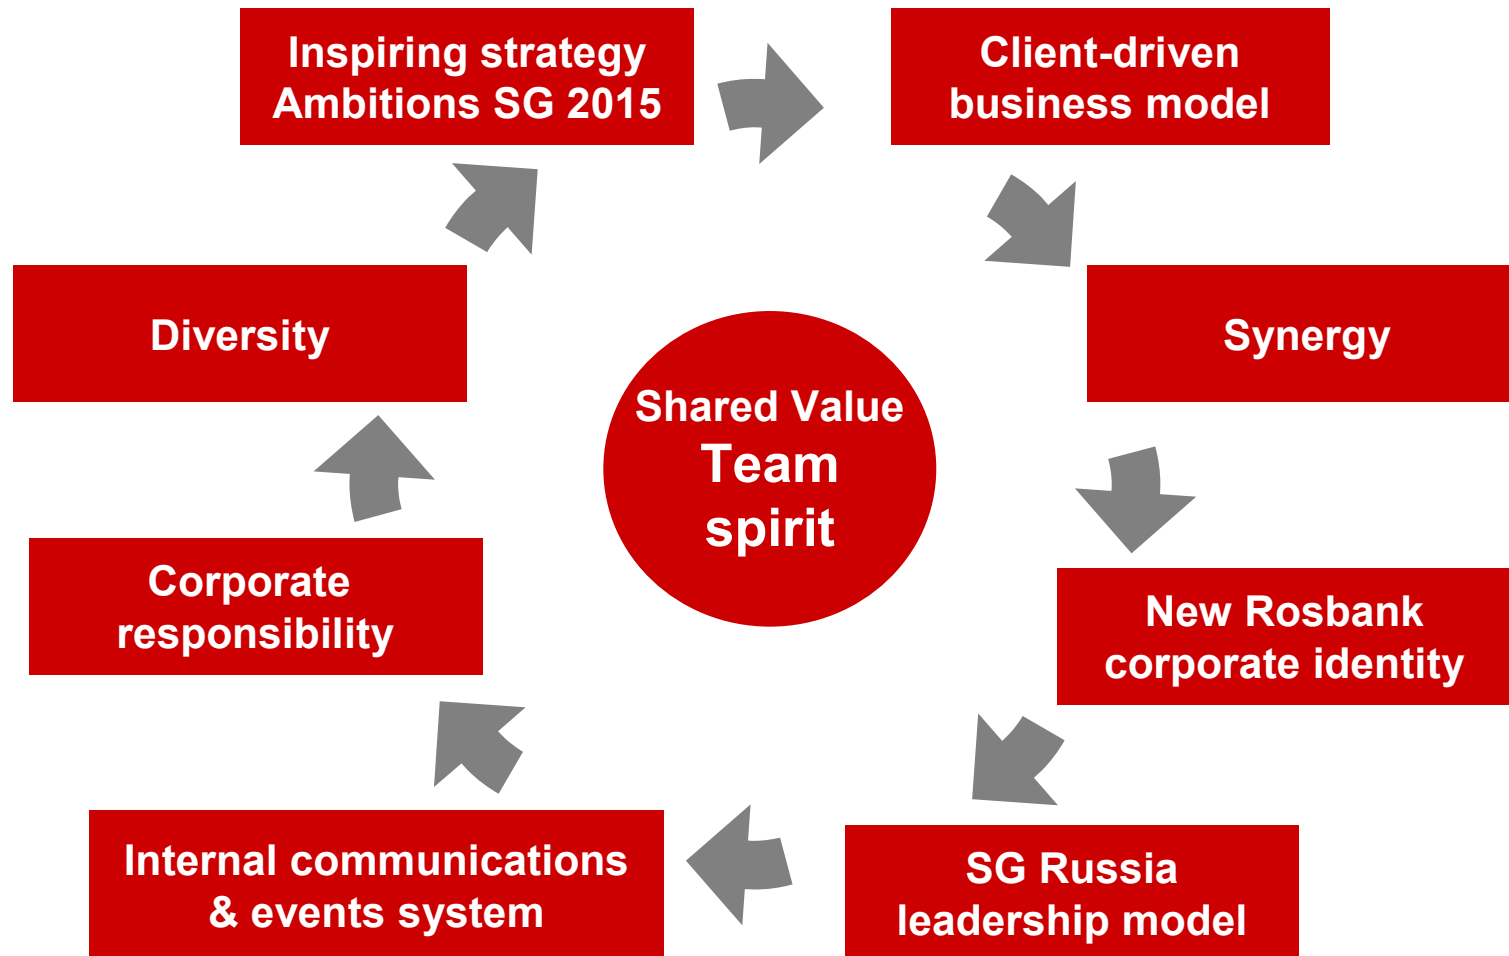 Inspiring strategy
Ambitions SG 2015
Client-driven
business model
Diversity
Synergy
Shared Value
Team
spirit
Corporate
responsibility
New Rosbank
corporate identity
Internal communications
& events system
SG Russia
leadership model